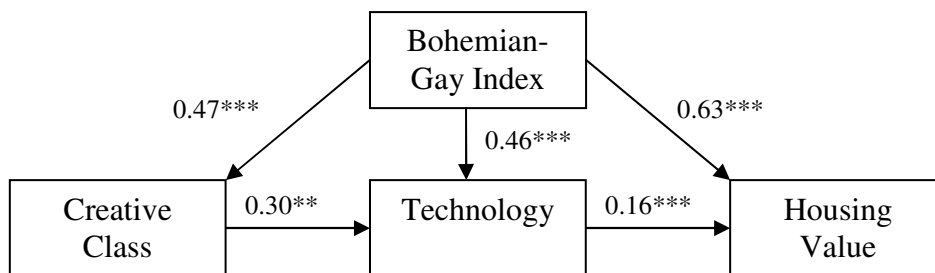 Bohemian-
Gay Index
0.47***
0.46***
0.63***
Creative
Class
0.30**
Technology
0.16***
Housing
Value